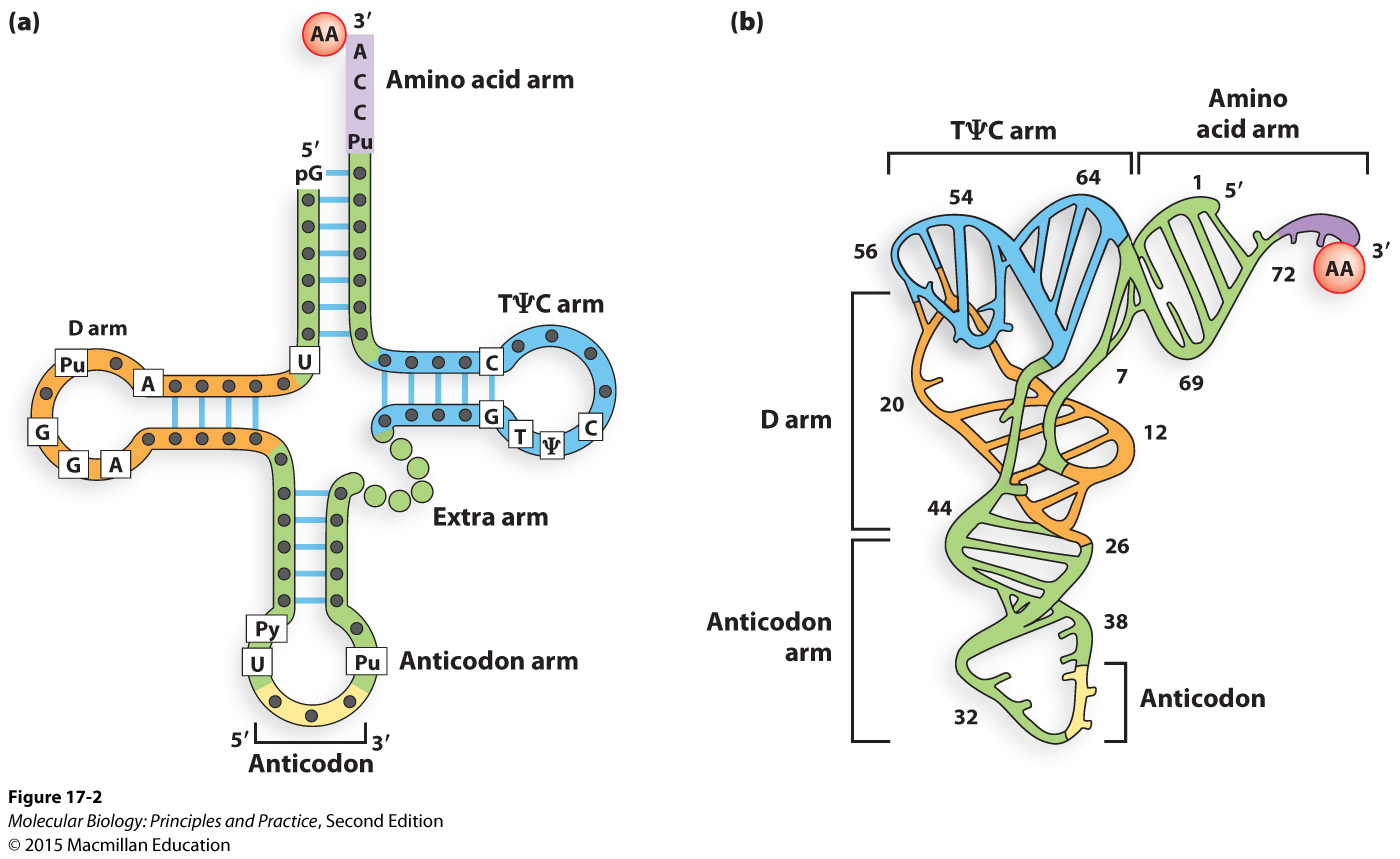 (a)
AA
3′
A
C
C
Pu
Amino acid arm
5′
pG
TΨC arm
D arm
Pu
A
U
C
G
G
G
A
T
Ψ
C
Extra arm
Py
U
Pu
Anticodon arm
5′
3′
Anticodon
(b)
Amino
acid arm
TΨC arm
64
1
5′
54
56
3′
72
AA
7
69
20
D arm
12
44
26
38
Anticodon
arm
Anticodon
32
Figure 17-2
Molecular Biology: Principles and Practice, Second Edition
© 2015 Macmillan Education